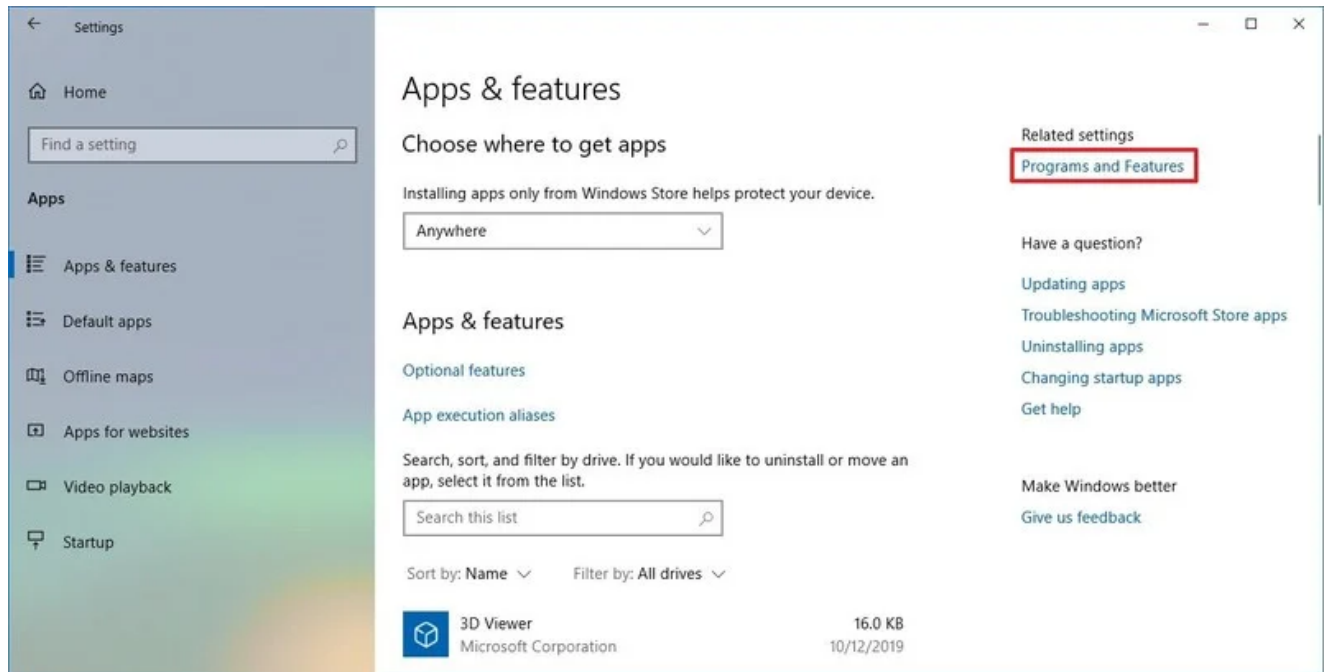 Settings
Home
Find a setting
Apps
Apps & features
Default apps
Offline maps
Apps for websites
Video playback
Startup
Apps & features
Choose where to get apps
Installing apps only from Windows Store helps protect your device.
Anywhere
Apps & features
Optional features
App execution aliases
Search, sort, and filter by drive. If you would like to uninstall or move an
app, select it from the list.
Search this list
Sort by: Name
Filter by: All drives
3D Viewer
16.0 KB
Microsoft Corporation
10/12/2019
Related settings
Programs and Features
Have a question?
Updating apps
Troubleshooting Microsoft Store apps
Uninstalling apps
Changing startup apps
Get help
Make Windows better
Give us feedback